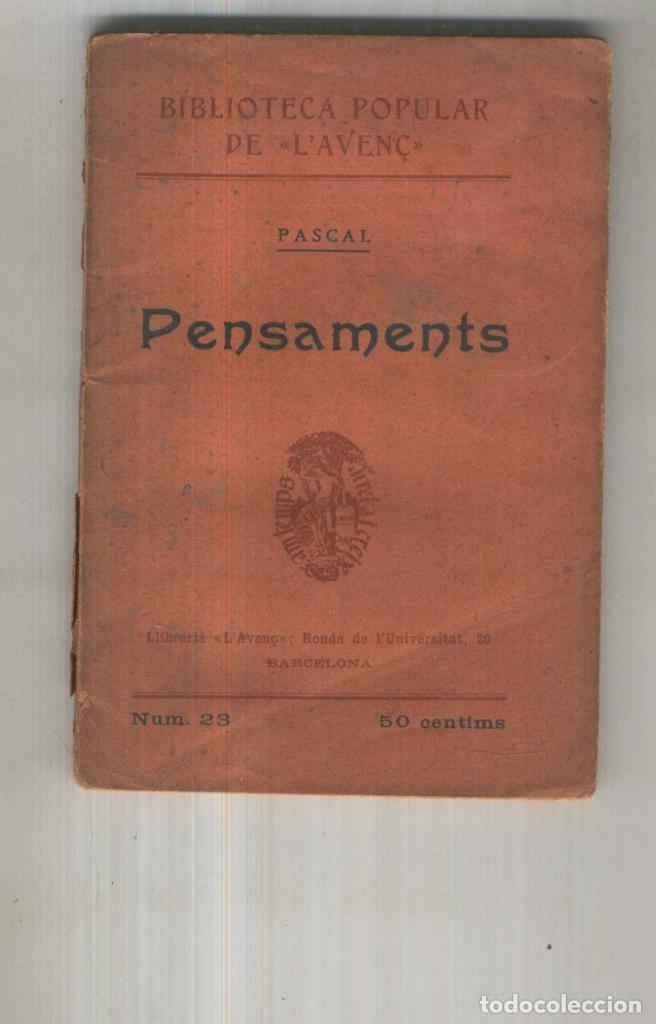 BIBLIOTECA POPULAR
DE «L'AVENÇ»
PASCAL
Pensaments
Llibreria «L'Avenç»: Ronda de l'Universitat, 20
BARCELONA
Num. 23 50 centims
todocoleccion